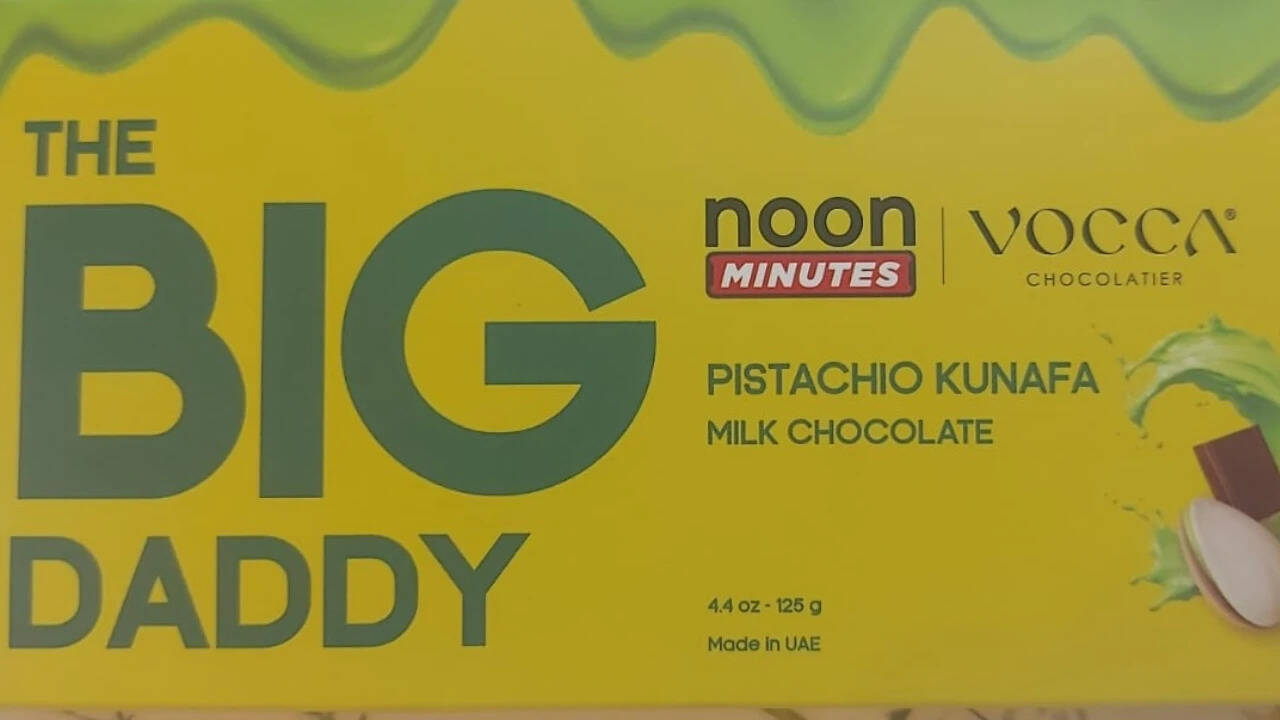 THE
BIG
DADDY
noon
MINUTES
VOCCA®
CHOCOLATIER
PISTACHIO KUNAFA
MILK CHOCOLATE
4.4 oz - 125 g
Made in UAE